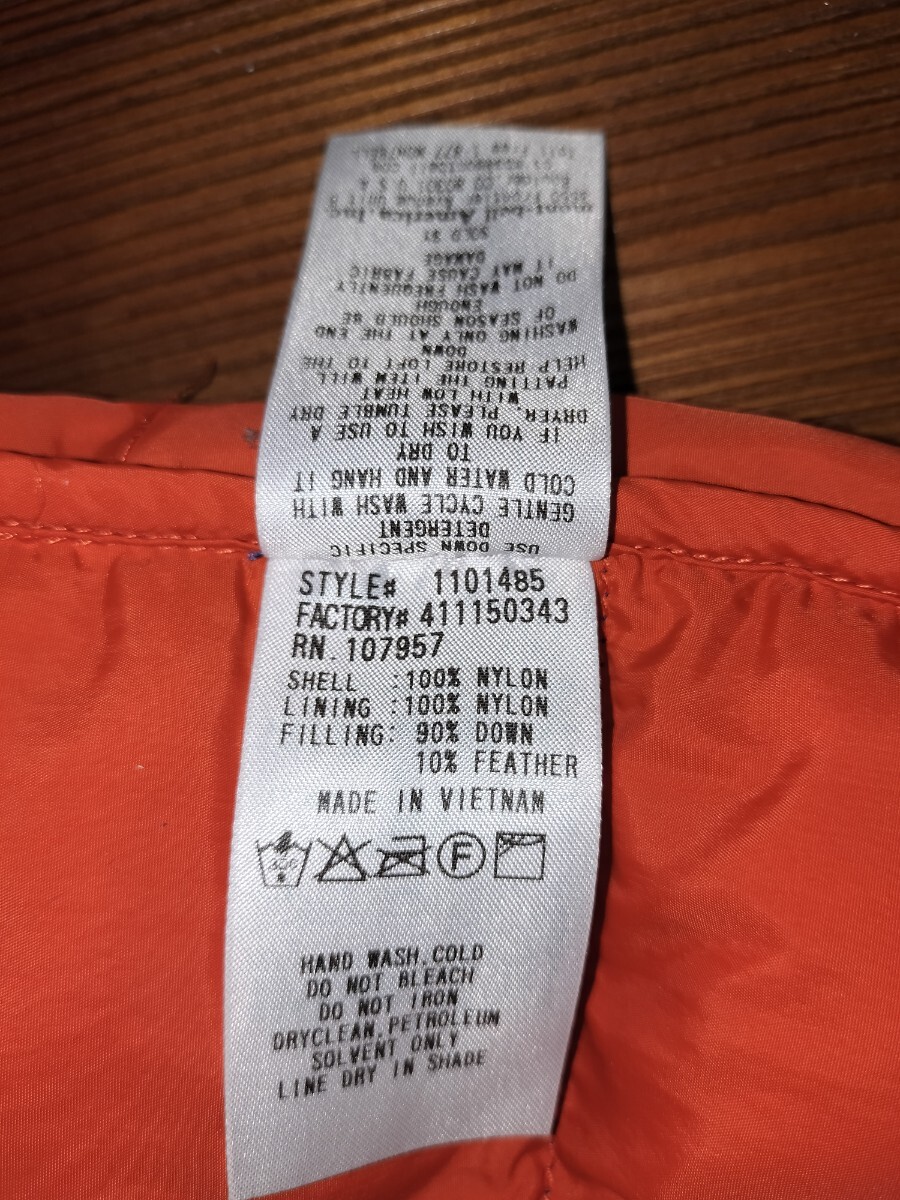 USE DOWN SPECIFIC
DETERGENT
GENTLE CYCLE WASH WITH
COLD WATER AND HANG IT
TO DRY
IF YOU WISH TO USE A
DRYER, PLEASE TUMBLE DRY
WITH LOW HEAT
PATTING THE ITEM WILL
HELP RESTORE LOFT TO THE
DOWN
WASHING ONLY AT THE END
OF SEASON SHOULD BE
ENOUGH
DO NOT WASH FREQUENTLY
IT MAY CAUSE FABRIC
DAMAGE
SOLD BY
mont-bell America, Inc.
STYLE# 1101485
FACTORY# 411150343
RN. 107957
SHELL :100% NYLON
LINING :100% NYLON
FILLING: 90% DOWN
10% FEATHER
MADE IN VIETNAM
F
HAND WASH,COLD
DO NOT BLEACH
DO NOT IRON
DRYCLEAN,PETROLEUM
SOLVENT ONLY
LINE DRY IN SHADE